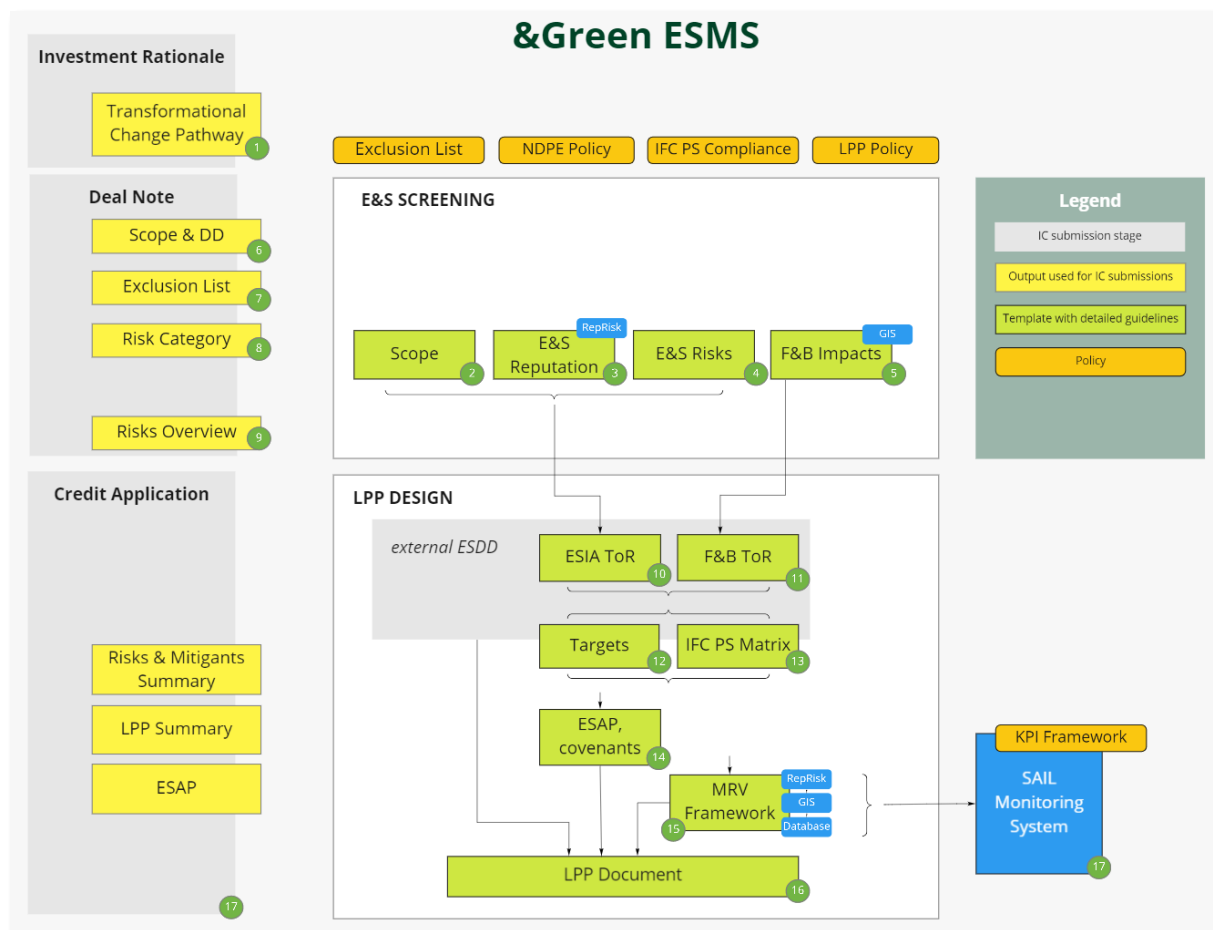 &Green ESMS
Investment Rationale
Transformational
Change Pathway
1
Deal Note
Scope & DD
6
Exclusion List
7
Risk Category
8
Risks Overview
9
Credit Application
Risks & Mitigants
Summary
LPP Summary
ESAP
17
Exclusion List
NDPE Policy
IFC PS Compliance
LPP Policy
E&S SCREENING
Scope
2
RepRisk
E&S
Reputation
3
E&S Risks
4
GIS
F&B Impacts
5
LPP DESIGN
external ESDD
ESIA ToR
10
F&B ToR
11
Targets
12
IFC PS Matrix
13
ESAP,
covenants
14
MRV
Framework
15
RepRisk
GIS
Database
LPP Document
16
Legend
IC submission stage
Output used for IC submissions
Template with detailed guidelines
Policy
KPI Framework
SAIL
Monitoring
System
17